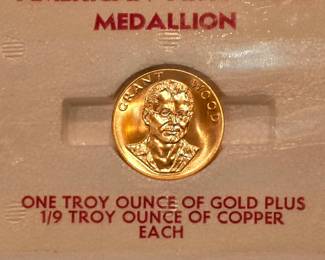 MEDALLION
GRANT WOOD
ONE TROY OUNCE OF GOLD PLUS
1/9 TROY OUNCE OF COPPER
EACH